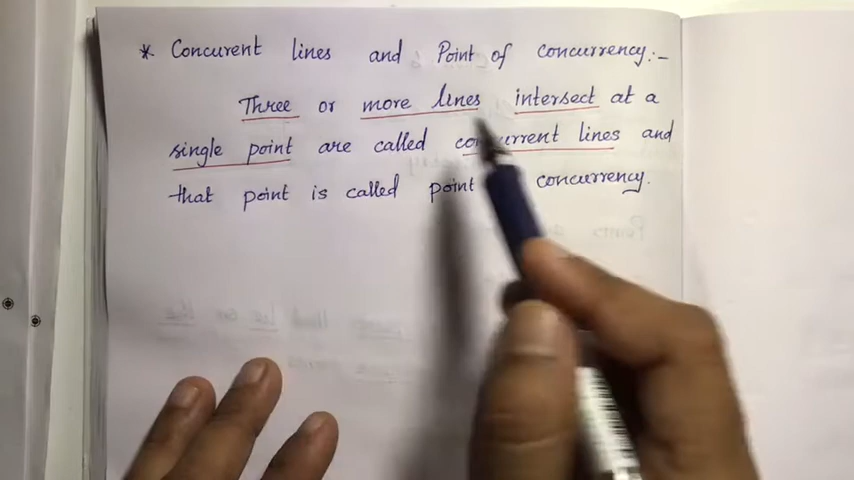 * Concurent lines and Point of concurrency:-
Three or more lines intersect at a
single point are called concurrent lines and
that point is called point concurrency.